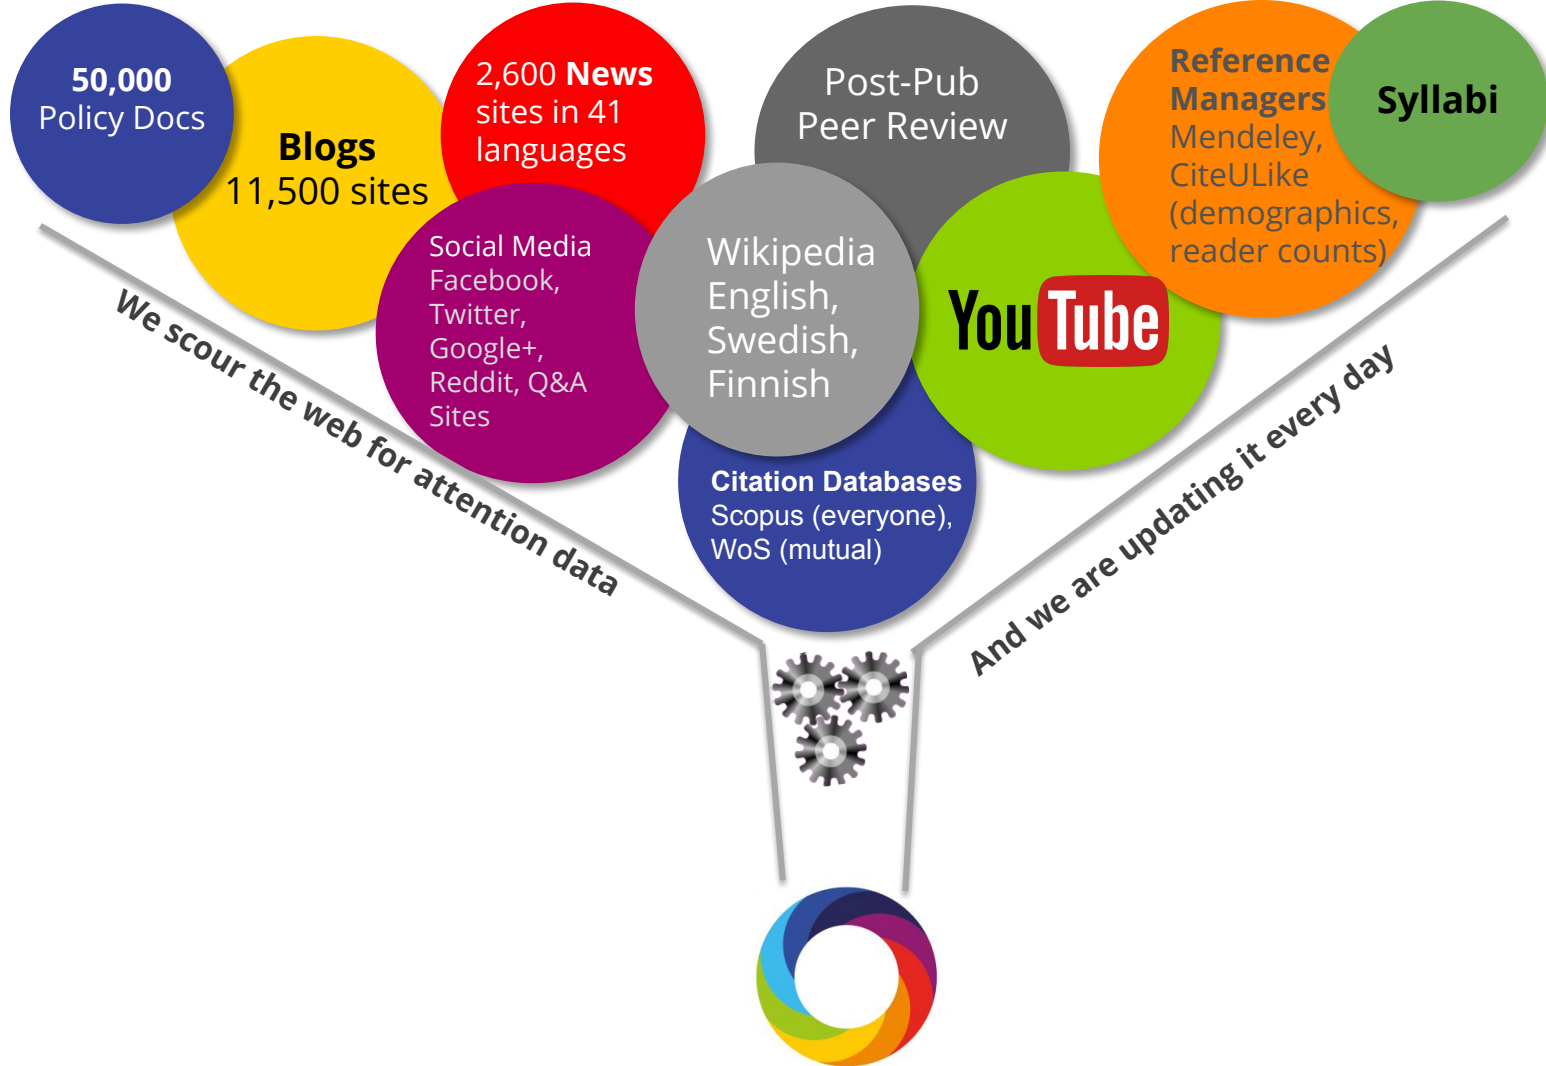 50,000
Policy Docs
Blogs
11,500 sites
2,600 News
sites in 41
languages
Post-Pub
Peer Review
Reference
Managers
Mendeley,
CiteULike
(demographics,
reader counts)
Syllabi
Social Media
Facebook,
Twitter,
Google+,
Reddit, Q&A
Sites
Wikipedia
English,
Swedish,
Finnish
YouTube
Citation Databases
Scopus (everyone),
WoS (mutual)
We scour the web for attention data
And we are updating it every day